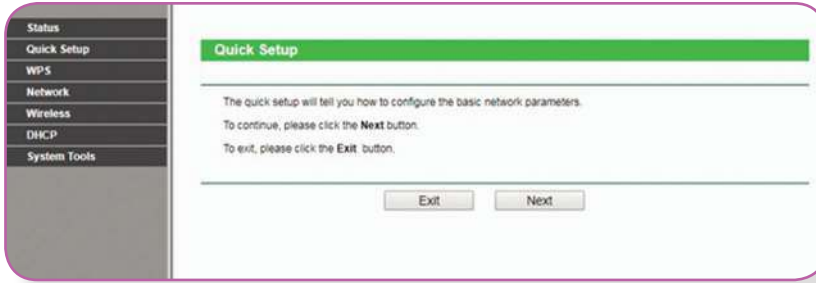 Status
Quick Setup
WPS
Network
Wireless
DHCP
System Tools
Quick Setup
The quick setup will tell you how to configure the basic network parameters.
To continue, please click the Next button.
To exit, please click the Exit button.
Exit
Next